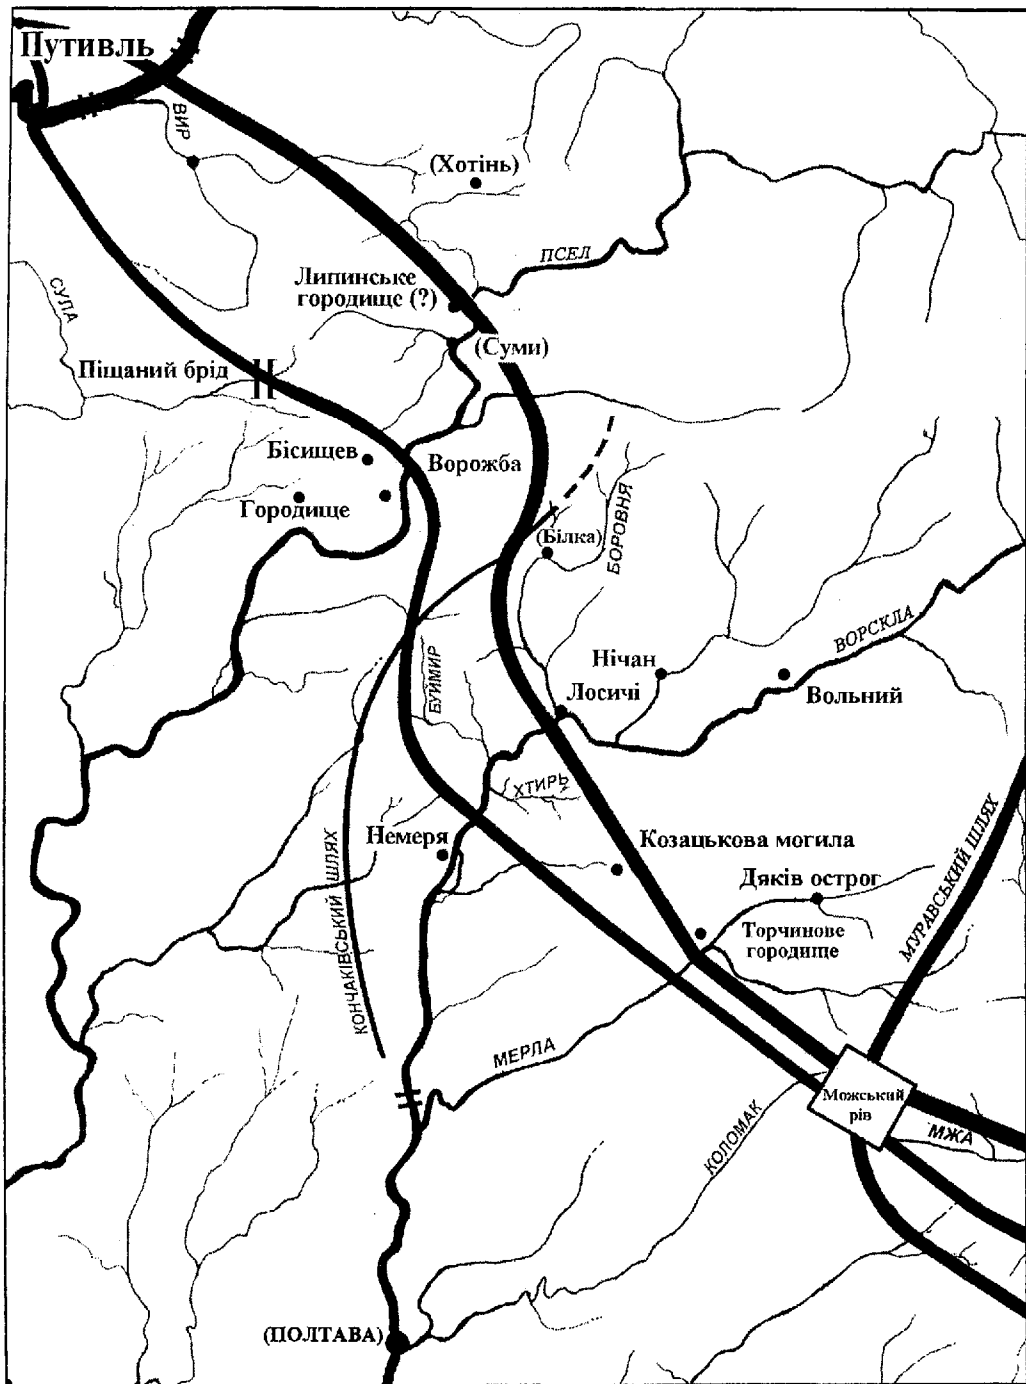 Путивль
ВИР
(Хотінь)
ПСЕЛ
Липинське
городище (?)
СУЛА
(Суми)
Піщаний брід
Бісищев
Ворожба
Городище
(Білка)
БОРОВНЯ
ВОРСКЛА
Нічан
Лосичі
Вольний
БУЙМИР
ХТИРЬ
Немеря
Козацькова могила
Дяків острог
Торчинове
городище
МУРАВСЬКИЙ ШЛЯХ
КОНЧАКІВСЬКИЙ ШЛЯХ
МЕРЛА
Можський
рів
КОЛОМАК
МЖА
(ПОЛТАВА)